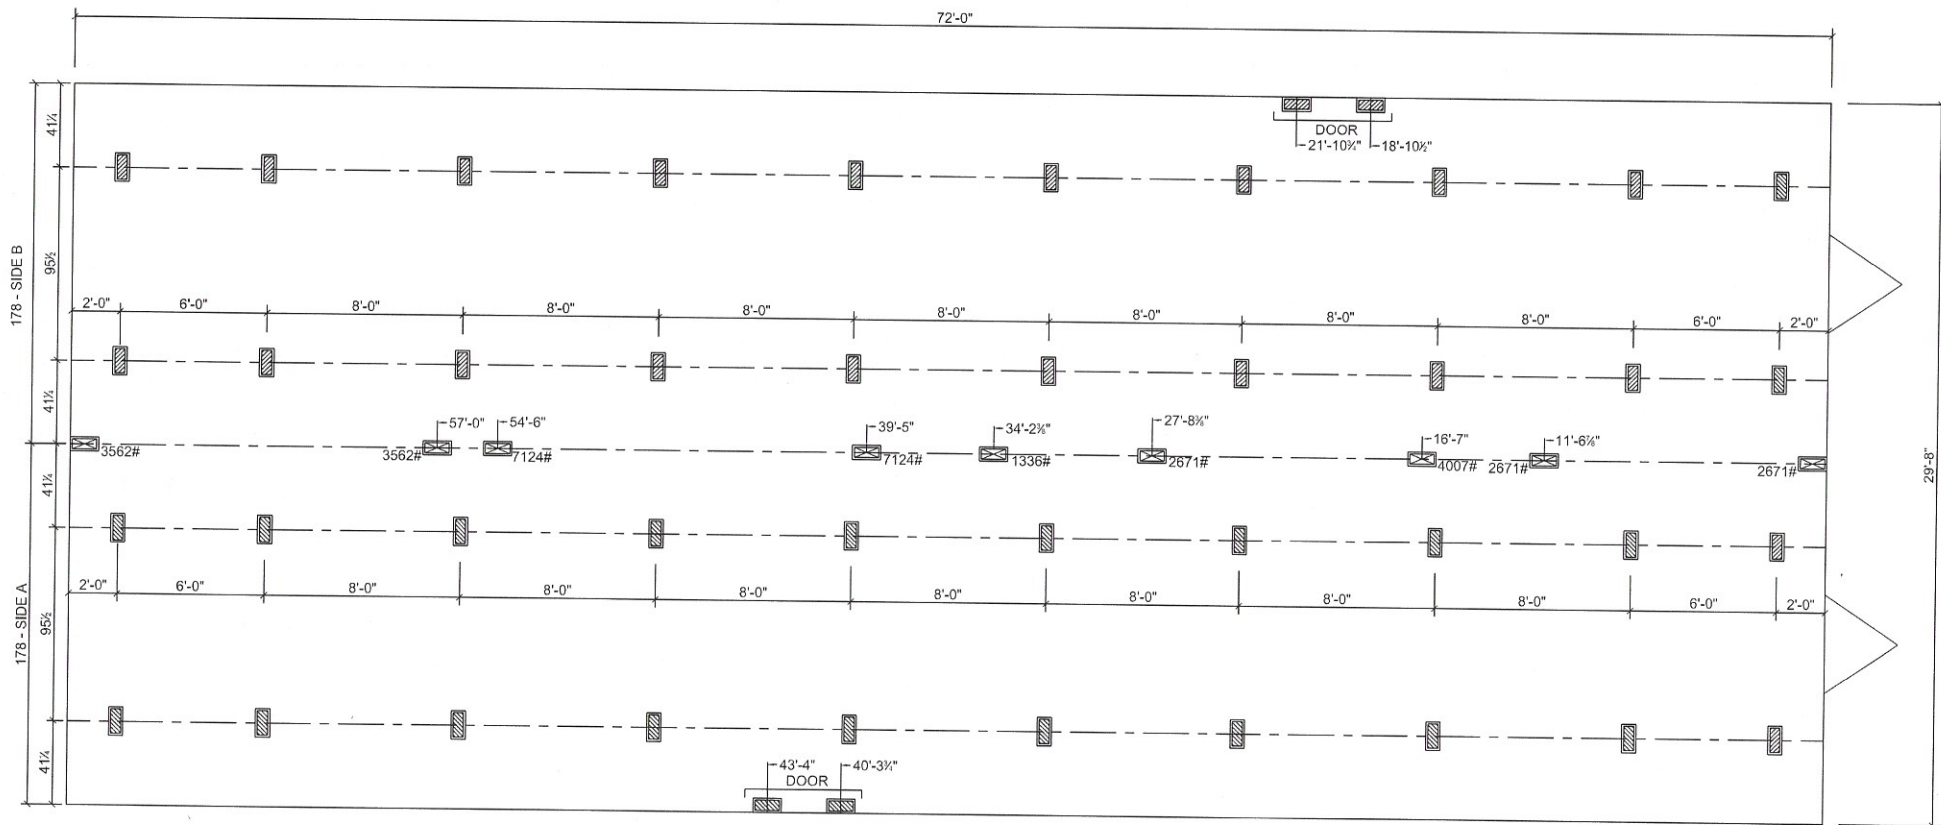 72'-0"
41¼
DOOR
21'-10¾" 18'-10½"
178 - SIDE B
95½
2'-0" 6'-0" 8'-0" 8'-0" 8'-0" 8'-0" 8'-0" 8'-0" 8'-0" 6'-0" 2'-0"
41¼
57'-0" 54'-6" 39'-5" 34'-2⅜" 27'-8⅜" 16'-7" 11'-6⅞"
3562# 3562# 7124# 7124# 1336# 2671# 4007# 2671# 2671#
29'-8"
41¼
2'-0" 6'-0" 8'-0" 8'-0" 8'-0" 8'-0" 8'-0" 8'-0" 8'-0" 6'-0" 2'-0"
178 - SIDE A
95½
41¼
43'-4" 40'-3¾"
DOOR